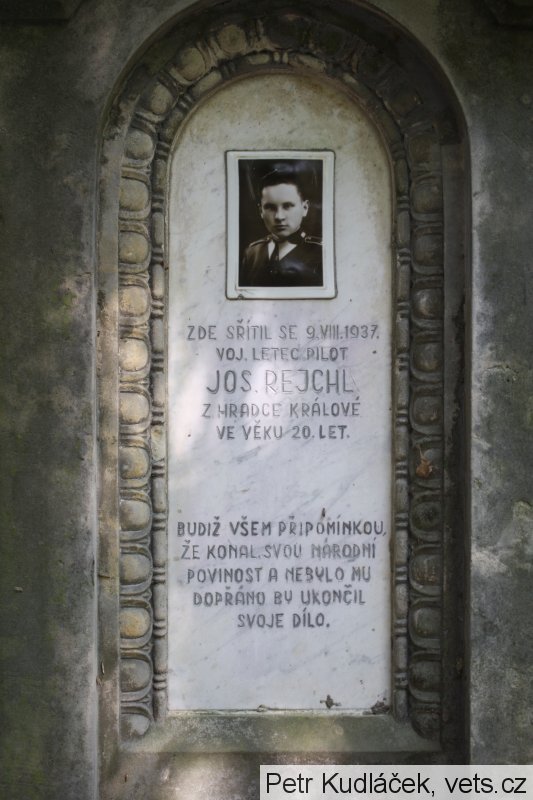 ZDE SŘÍTIL SE 9.VIII.1937.
VOJ. LETEC. PILOT
JOS. REJCHL
Z HRADCE KRÁLOVÉ
VE VĚKU 20. LET.
BUDIŽ VŠEM PŘIPOMÍNKOU,
ŽE KONAL SVOU NÁRODNÍ
POVINOST A NEBYLO MU
DOPŘÁNO BY UKONČIL
SVOJE DÍLO.
Petr Kudláček, vets.cz